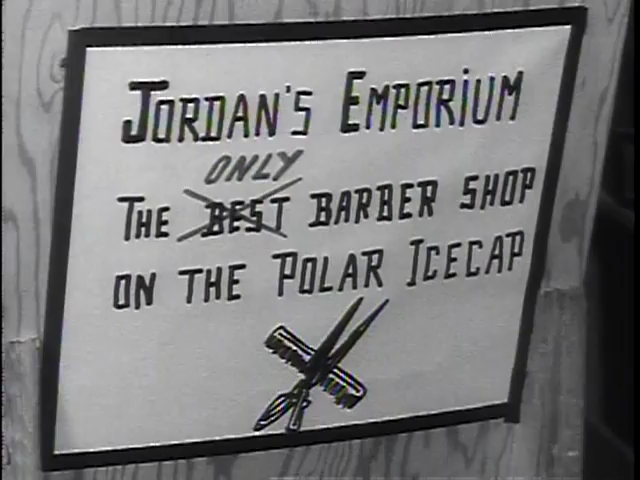 JORDAN'S EMPORiUM
ONLY
THE BEST BARBER SHOP
ON THE POLAR ICECAP